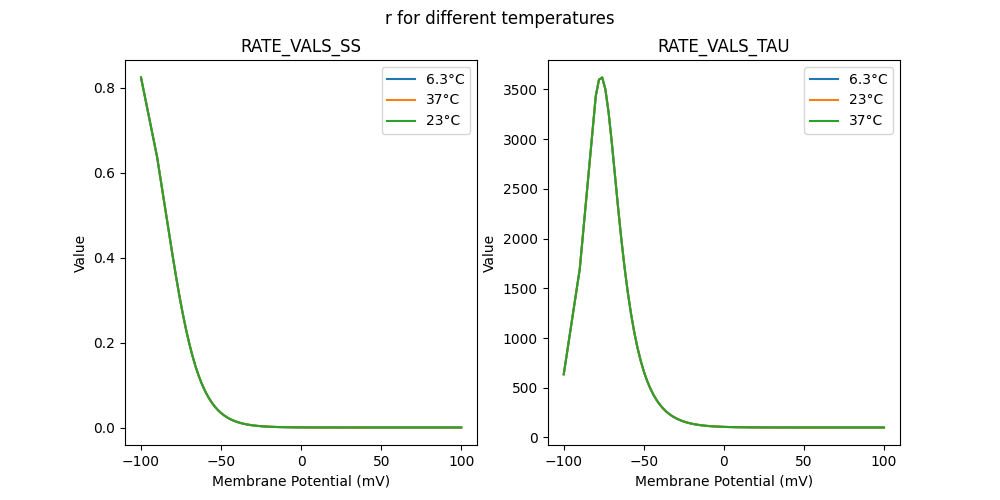 r for different temperatures
RATE_VALS_SS
Value
0.8
0.6
0.4
0.2
0.0
6.3°C
37°C
23°C
−100
−50
0
50
100
Membrane Potential (mV)
RATE_VALS_TAU
Value
3500
3000
2500
2000
1500
1000
500
0
6.3°C
23°C
37°C
−100
−50
0
50
100
Membrane Potential (mV)